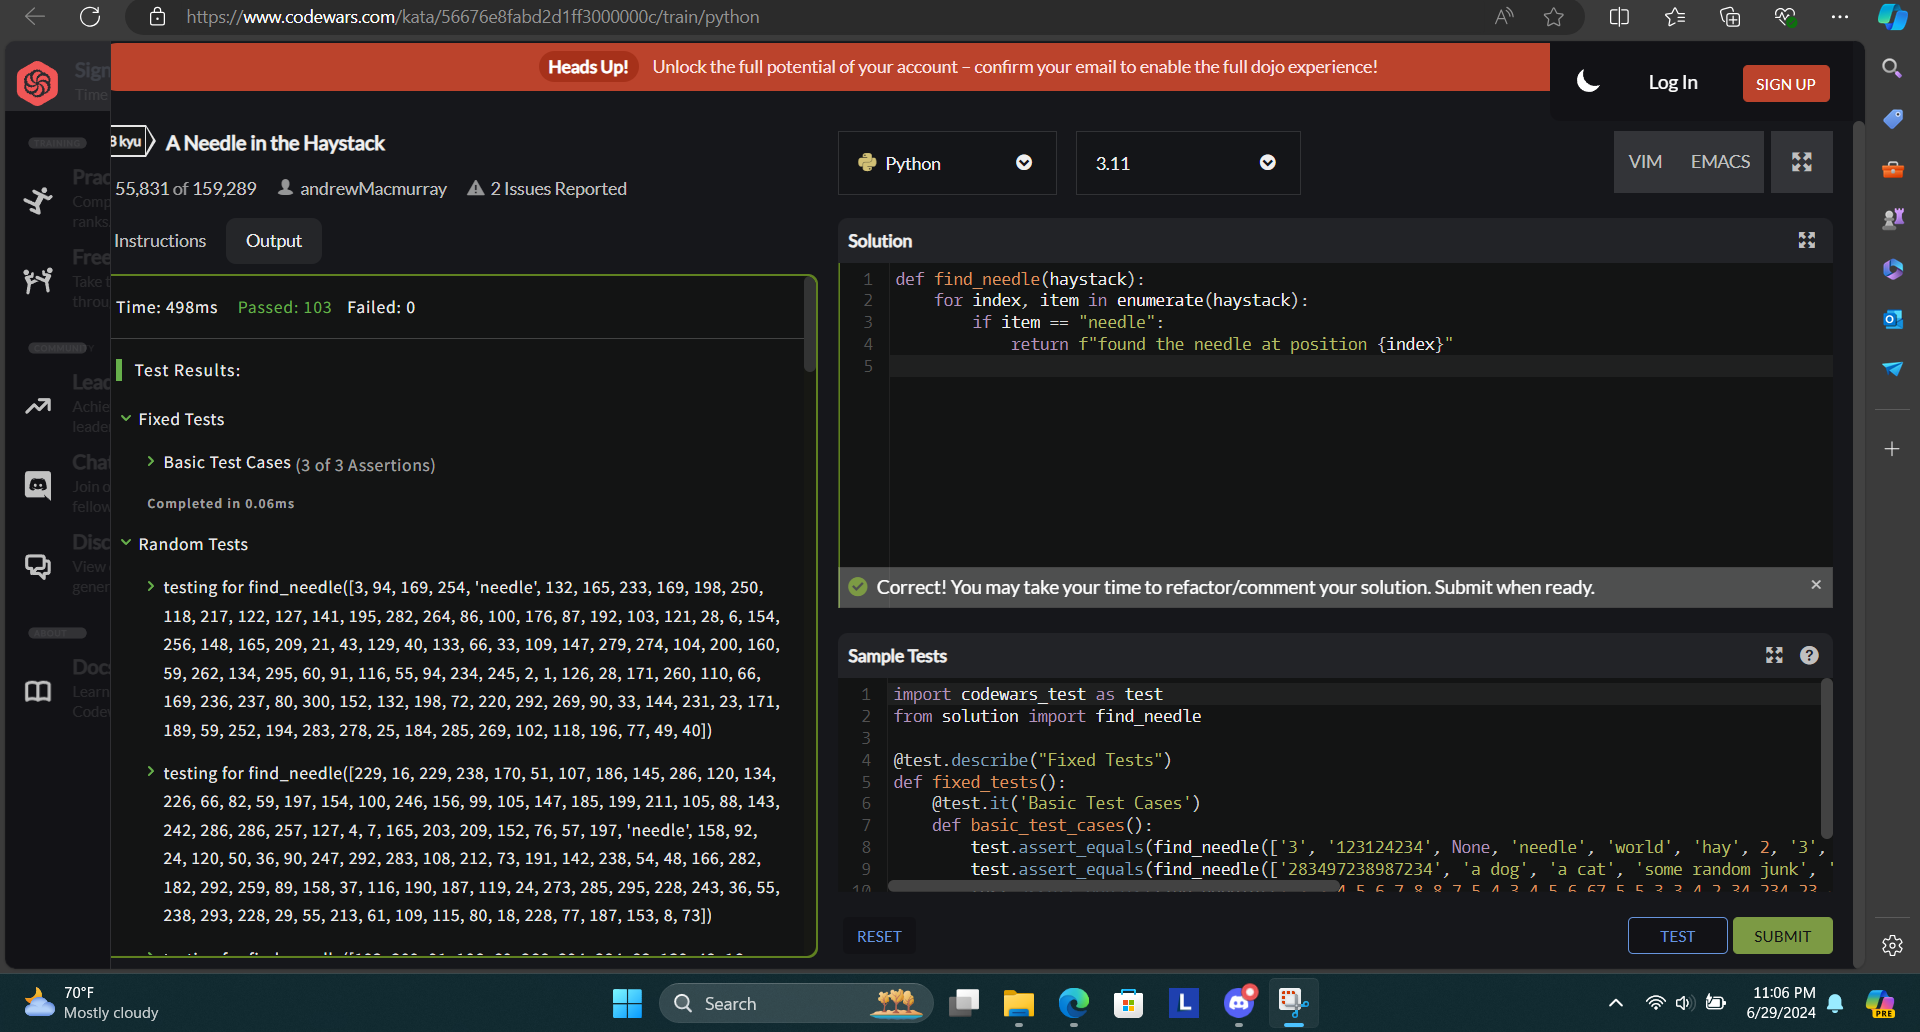 https://www.codewars.com/kata/56676e8fabd2d1ff3000000c/train/python
Heads Up! Unlock the full potential of your account – confirm your email to enable the full dojo experience!
Log In
SIGN UP
Sign
Time
TRAINING
Prac
Comp
ranks
Free
Take t
throu
COMMUNITY
Lead
Achie
leade
Chat
Join o
fellow
Disc
View
gener
ABOUT
Docs
Learn
Codew
8 kyu
A Needle in the Haystack
55,831 of 159,289 andrewMacmurray 2 Issues Reported
Instructions Output
Time: 498ms Passed: 103 Failed: 0
Test Results:
Fixed Tests
Basic Test Cases (3 of 3 Assertions)
Completed in 0.06ms
Random Tests
testing for find_needle([3, 94, 169, 254, 'needle', 132, 165, 233, 169, 198, 250,
118, 217, 122, 127, 141, 195, 282, 264, 86, 100, 176, 87, 192, 103, 121, 28, 6, 154,
256, 148, 165, 209, 21, 43, 129, 40, 133, 66, 33, 109, 147, 279, 274, 104, 200, 160,
59, 262, 134, 295, 60, 91, 116, 55, 94, 234, 245, 2, 1, 126, 28, 171, 260, 110, 66,
169, 236, 237, 80, 300, 152, 132, 198, 72, 220, 292, 269, 90, 33, 144, 231, 23, 171,
189, 59, 252, 194, 283, 278, 25, 184, 285, 269, 102, 118, 196, 77, 49, 40])
testing for find_needle([229, 16, 229, 238, 170, 51, 107, 186, 145, 286, 120, 134,
226, 66, 82, 59, 197, 154, 100, 246, 156, 99, 105, 147, 185, 199, 211, 105, 88, 143,
242, 286, 286, 257, 127, 4, 7, 165, 203, 209, 152, 76, 57, 197, 'needle', 158, 92,
24, 120, 50, 36, 90, 247, 292, 283, 108, 212, 73, 191, 142, 238, 54, 48, 166, 282,
182, 292, 259, 89, 158, 37, 116, 190, 187, 119, 24, 273, 285, 295, 228, 243, 36, 55,
238, 293, 228, 29, 55, 213, 61, 109, 115, 80, 18, 228, 77, 187, 153, 8, 73])
Python
3.11
VIM EMACS
Solution
1 def find_needle(haystack):
2 for index, item in enumerate(haystack):
3 if item == "needle":
4 return f"found the needle at position {index}"
5
Correct! You may take your time to refactor/comment your solution. Submit when ready.
Sample Tests
1 import codewars_test as test
2 from solution import find_needle
3
4 @test.describe("Fixed Tests")
5 def fixed_tests():
6 @test.it('Basic Test Cases')
7 def basic_test_cases():
8 test.assert_equals(find_needle(['3', '123124234', None, 'needle', 'world', 'hay', 2, '3',
9 test.assert_equals(find_needle(['283497238987234', 'a dog', 'a cat', 'some random junk', '
10
RESET
TEST
SUBMIT
70°F
Mostly cloudy
Search
11:06 PM
6/29/2024